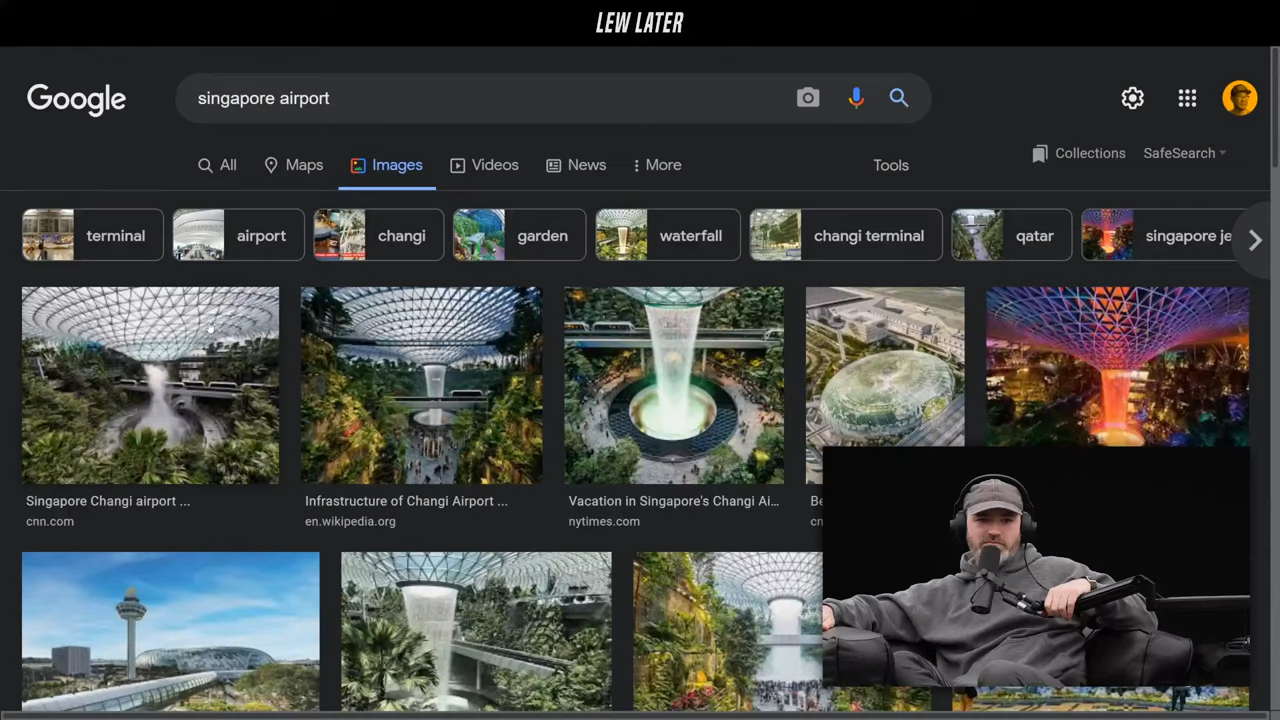 LEW LATER
Google
singapore airport
All
Maps
Images
Videos
News
More
Tools
Collections
SafeSearch
terminal
airport
changi
garden
waterfall
changi terminal
qatar
singapore je
Singapore Changi airport ...
cnn.com
Infrastructure of Changi Airport ...
en.wikipedia.org
Vacation in Singapore's Changi Ai...
nytimes.com
Be
cn